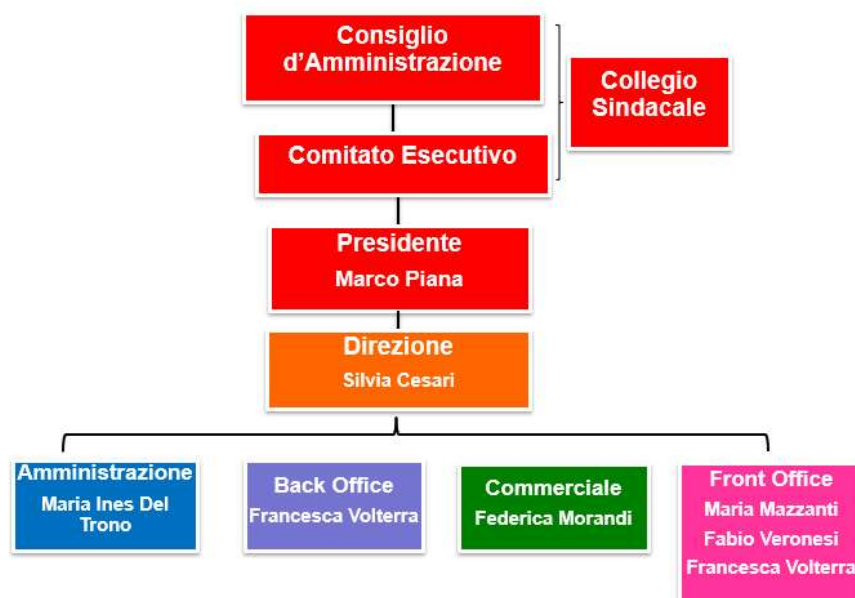 Consiglio
d'Amministrazione
Collegio
Sindacale
Comitato Esecutivo
Presidente
Marco Piana
Direzione
Silvia Cesari
Amministrazione
Maria Ines Del
Trono
Back Office
Francesca Volterra
Commerciale
Federica Morandi
Front Office
Maria Mazzanti
Fabio Veronesi
Francesca Volterra